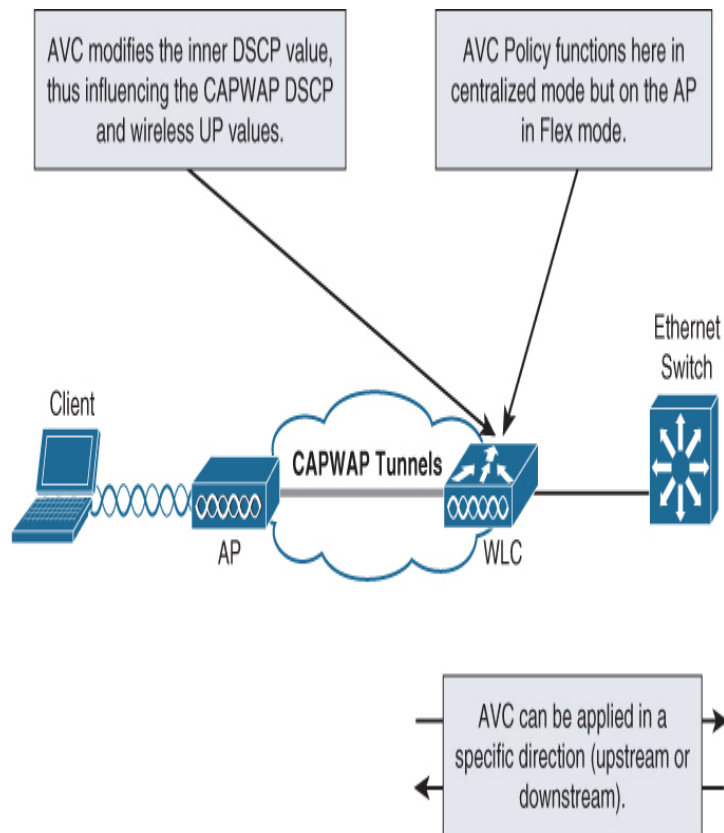 AVC modifies the inner DSCP value,
thus influencing the CAPWAP DSCP
and wireless UP values.
AVC Policy functions here in
centralized mode but on the AP
in Flex mode.
Ethernet
Switch
Client
CAPWAP Tunnels
AP
WLC
AVC can be applied in a
specific direction (upstream or
downstream).